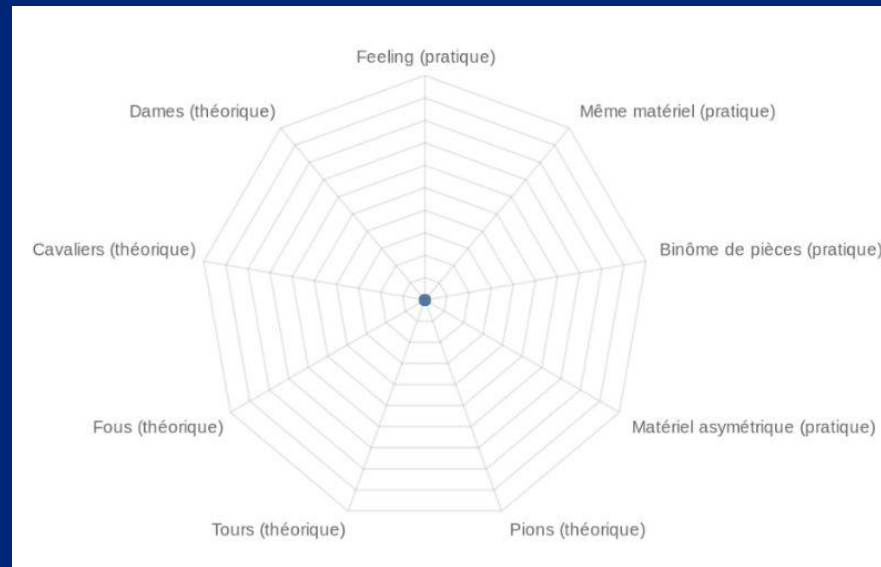 Feeling (pratique)
Dames (théorique)
Même matériel (pratique)
Cavaliers (théorique)
Binôme de pièces (pratique)
Fous (théorique)
Matériel asymétrique (pratique)
Tours (théorique)
Pions (théorique)